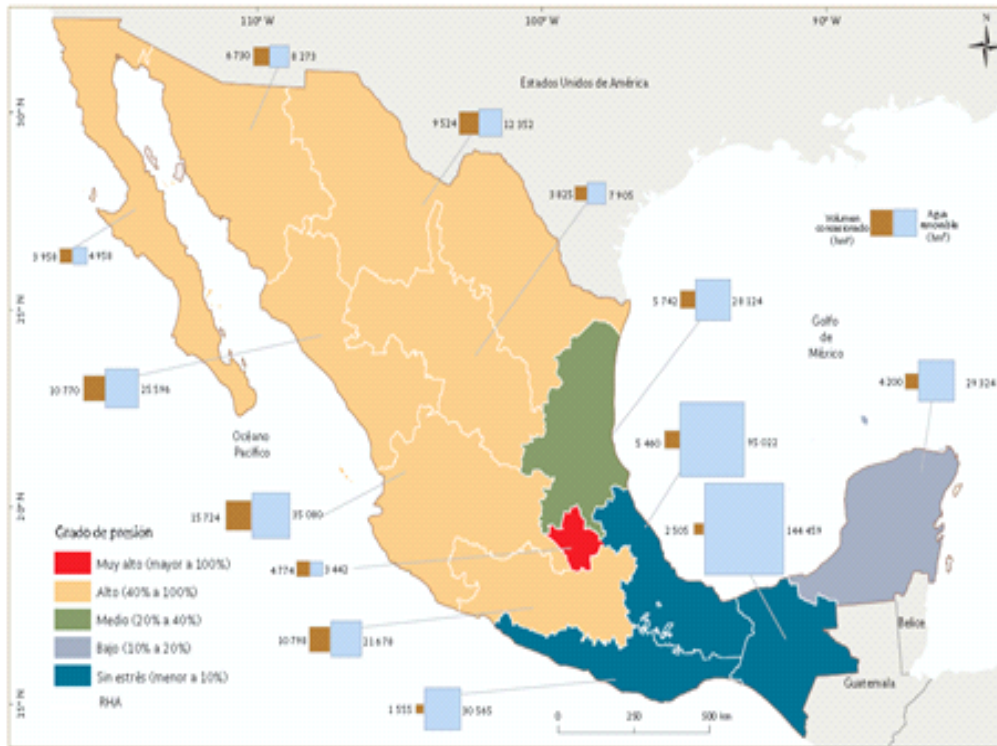 110° W
100° W
90° W
N
6 730
8 273
Estados Unidos de América
30° N
9 524
12 352
3 825
7 905
Volumen
concesionado
(hm³)
Agua
renovable
(hm³)
3 958
4 958
5 742
28 124
25° N
Golfo
de
México
10 770
25 596
4 200
29 324
Océano
Pacífico
5 460
95 022
20° N
15 724
35 080
2 505
144 459
Grado de presión
Muy alto (mayor a 100%)
4 774
3 442
Alto (40% a 100%)
Medio (20% a 40%)
10 798
21 678
Belice
Bajo (10% a 20%)
Sin estrés (menor a 10%)
Guatemala
RHA
15° N
1 555
30 565
0
250
500 km